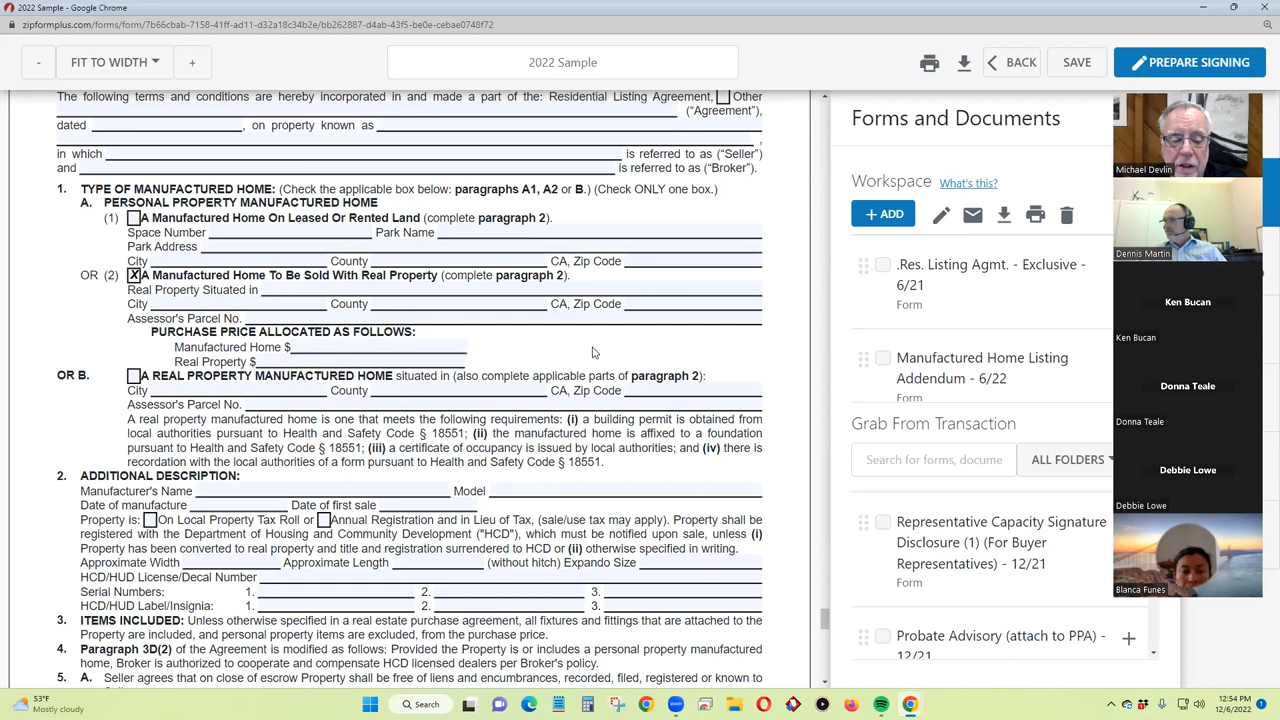 2022 Sample - Google Chrome
zipformplus.com/forms/form/7b66cbab-7158-41ff-ad11-d32a18c34b2e/bb262887-d4ab-43f5-be0e-cebae0748f72
- FIT TO WIDTH + 2022 Sample BACK SAVE PREPARE SIGNING
The following terms and conditions are hereby incorporated in and made a part of the: Residential Listing Agreement, Other
("Agreement"),
dated , on property known as
,
in which is referred to as ("Seller")
and is referred to as ("Broker").
1. TYPE OF MANUFACTURED HOME: (Check the applicable box below: paragraphs A1, A2 or B.) (Check ONLY one box.)
A. PERSONAL PROPERTY MANUFACTURED HOME
(1) A Manufactured Home On Leased Or Rented Land (complete paragraph 2).
Space Number Park Name
Park Address
City County CA, Zip Code
OR (2) X A Manufactured Home To Be Sold With Real Property (complete paragraph 2).
Real Property Situated in
City County CA, Zip Code
Assessor's Parcel No.
PURCHASE PRICE ALLOCATED AS FOLLOWS:
Manufactured Home $
Real Property $
OR B. A REAL PROPERTY MANUFACTURED HOME situated in (also complete applicable parts of paragraph 2):
City County CA, Zip Code
Assessor's Parcel No.
A real property manufactured home is one that meets the following requirements: (i) a building permit is obtained from
local authorities pursuant to Health and Safety Code § 18551; (ii) the manufactured home is affixed to a foundation
pursuant to Health and Safety Code § 18551; (iii) a certificate of occupancy is issued by local authorities; and (iv) there is
recordation with the local authorities of a form pursuant to Health and Safety Code § 18551.
2. ADDITIONAL DESCRIPTION:
Manufacturer's Name Model
Date of manufacture Date of first sale
Property is: On Local Property Tax Roll or Annual Registration and in Lieu of Tax, (sale/use tax may apply). Property shall be
registered with the Department of Housing and Community Development ("HCD"), which must be notified upon sale, unless (i)
Property has been converted to real property and title and registration surrendered to HCD or (ii) otherwise specified in writing.
Approximate Width Approximate Length (without hitch) Expando Size
HCD/HUD License/Decal Number
Serial Numbers: 1. 2. 3.
HCD/HUD Label/Insignia: 1. 2. 3.
3. ITEMS INCLUDED: Unless otherwise specified in a real estate purchase agreement, all fixtures and fittings that are attached to the
Property are included, and personal property items are excluded, from the purchase price.
4. Paragraph 3D(2) of the Agreement is modified as follows: Provided the Property is or includes a personal property manufactured
home, Broker is authorized to cooperate and compensate HCD licensed dealers per Broker's policy.
5. A. Seller agrees that on close of escrow Property shall be free of liens and encumbrances, recorded, filed, registered or known to
Forms and Documents
Workspace What's this?
+ ADD
.Res. Listing Agmt. - Exclusive -
6/21
Form
Manufactured Home Listing
Addendum - 6/22
Form
Grab From Transaction
Search for forms, docume ALL FOLDERS
Representative Capacity Signature
Disclosure (1) (For Buyer
Representatives) - 12/21
Form
Probate Advisory (attach to PPA) -
12/21
Michael Devlin
Dennis Martin
Ken Bucan
Ken Bucan
Donna Teale
Donna Teale
Debbie Lowe
Debbie Lowe
Blanca Funes
53°F
Mostly cloudy
Search
12:54 PM
12/6/2022